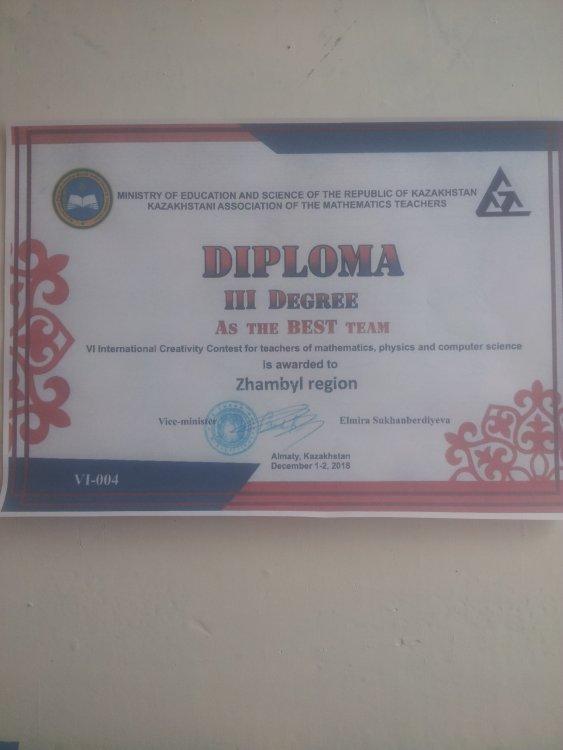 MINISTRY OF EDUCATION AND SCIENCE OF THE REPUBLIC OF KAZAKHSTAN
KAZAKHSTANI ASSOCIATION OF THE MATHEMATICS TEACHERS
DIPLOMA
III DEGREE
AS THE BEST TEAM
VI International Creativity Contest for teachers of mathematics, physics and computer science
is awarded to
Zhambyl region
Vice-minister Elmira Sukhanberdiyeva
Almaty, Kazakhstan
December 1-2, 2018
VI-004